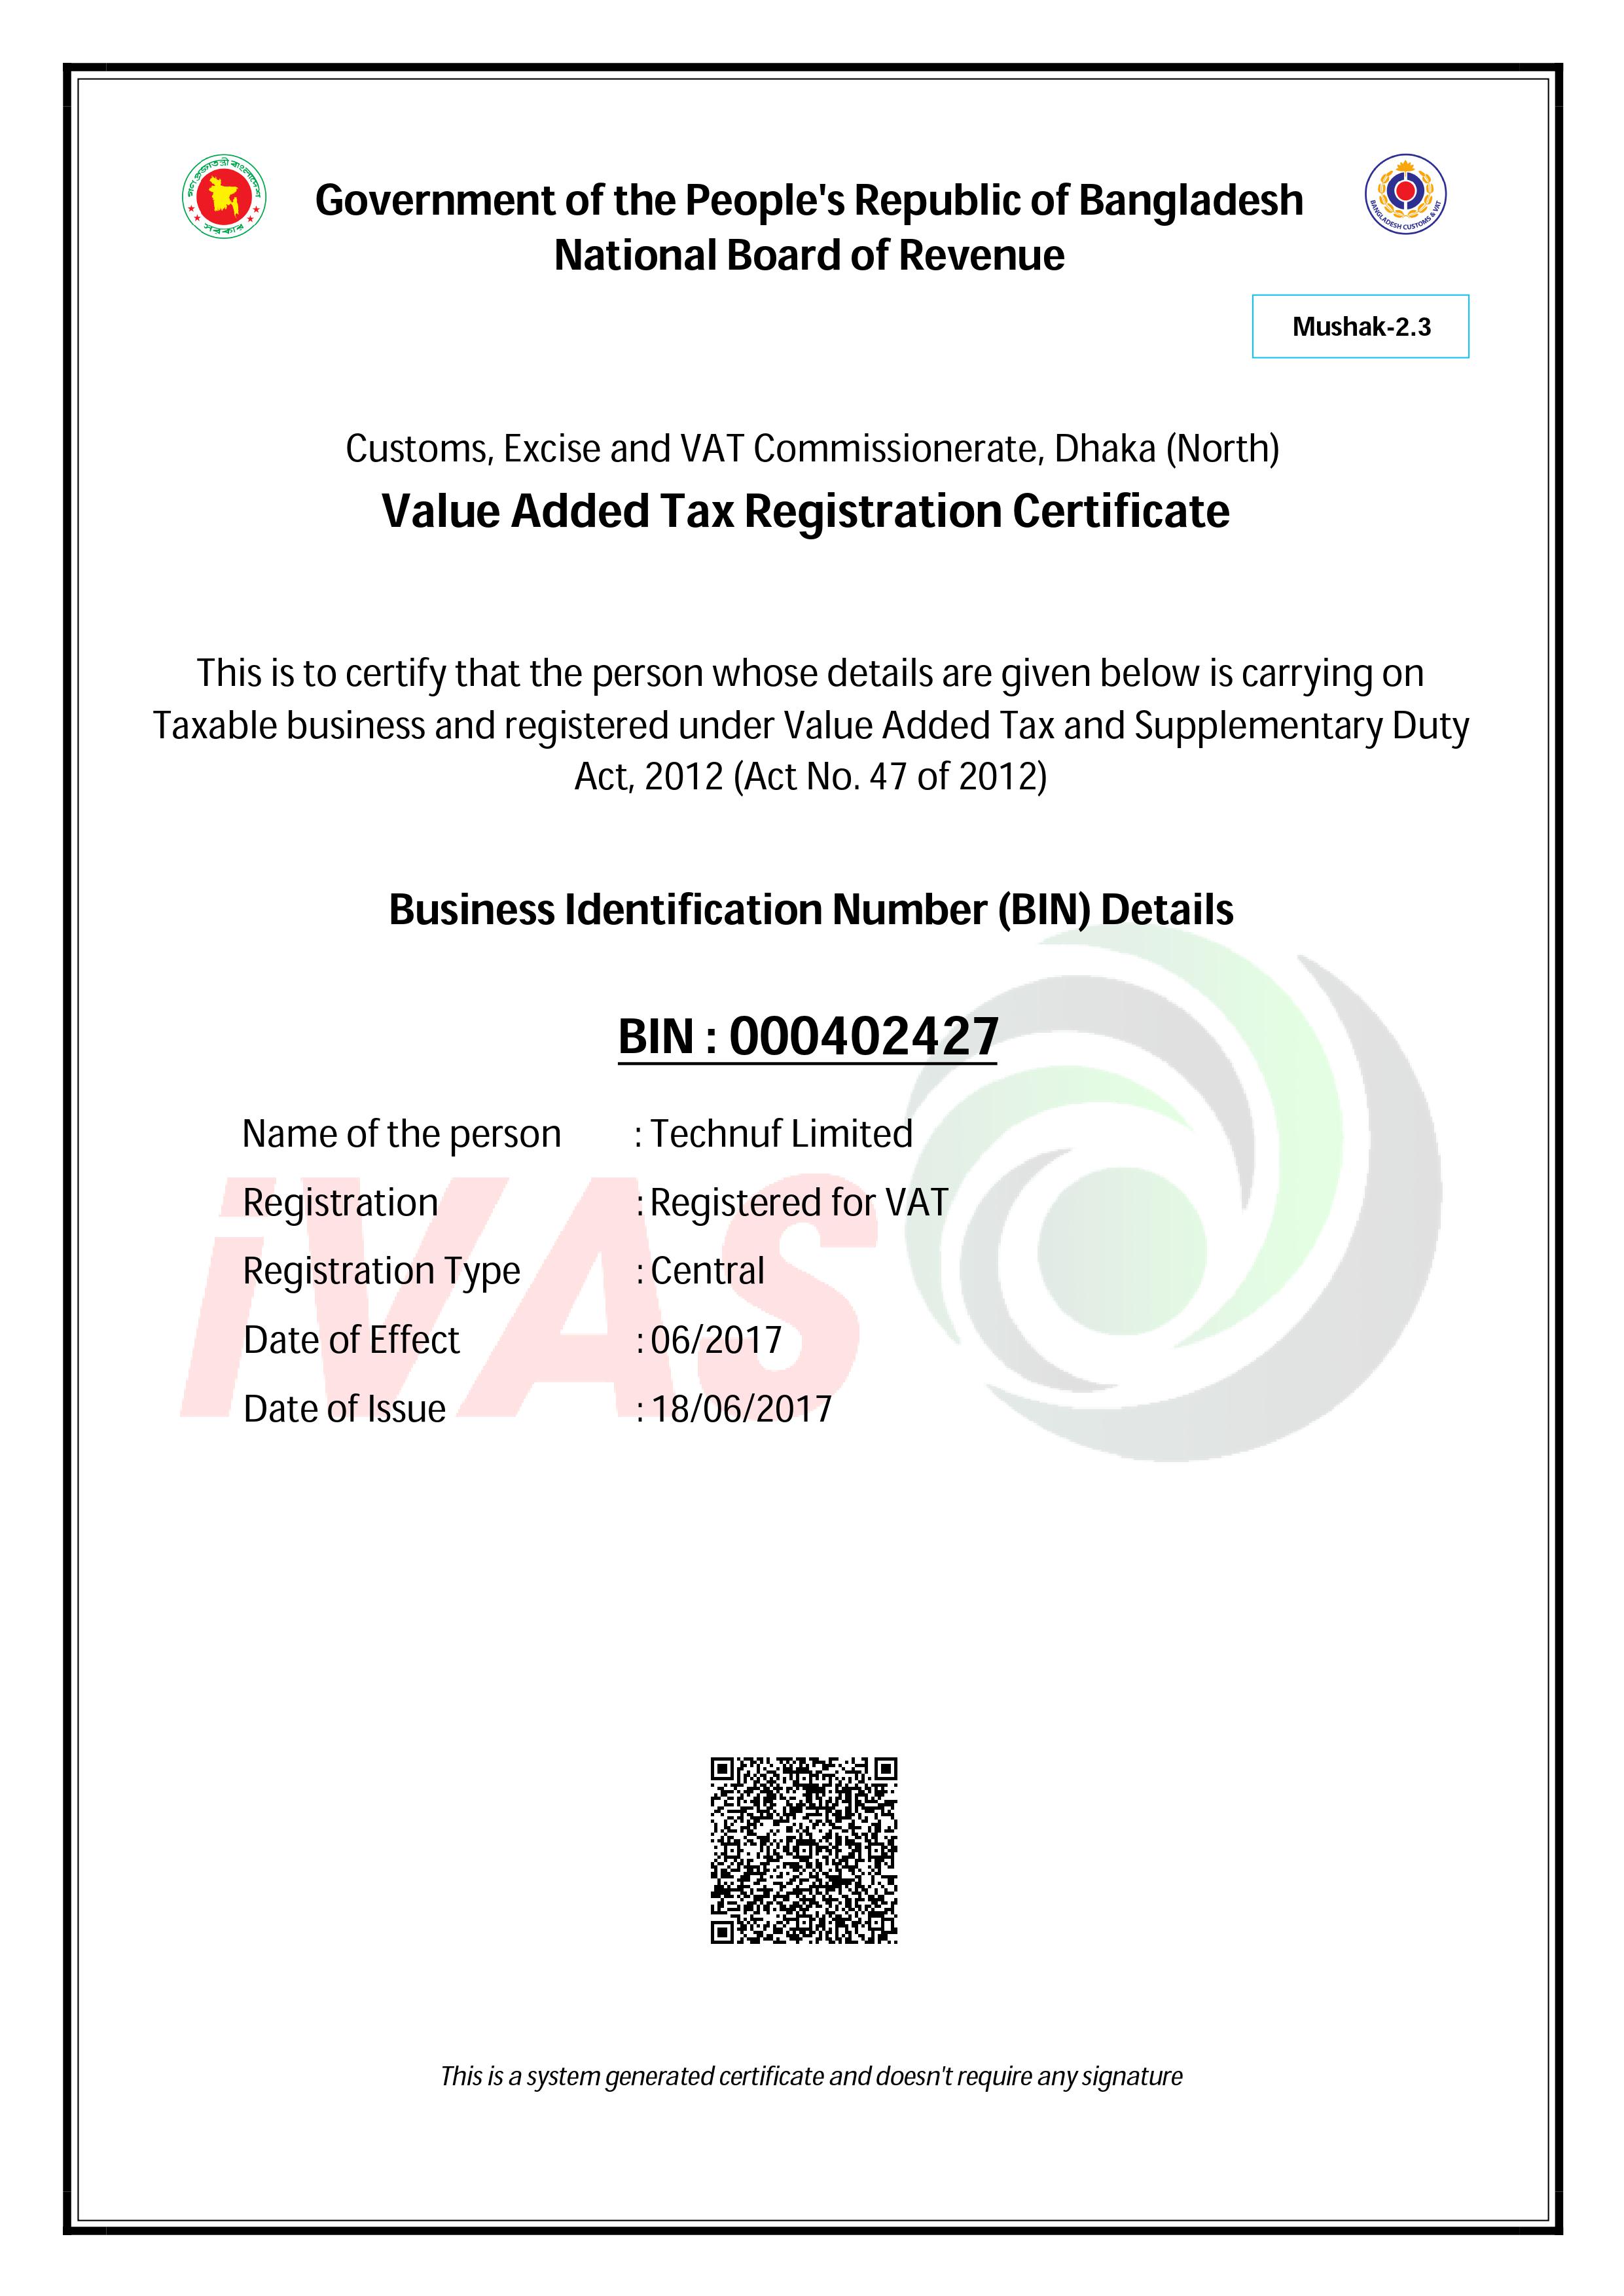 গণপ্রজাতন্ত্রী বাংলাদেশ
সরকার
Government of the People's Republic of Bangladesh
National Board of Revenue
BANGLADESH CUSTOMS & VAT
Mushak-2.3
Customs, Excise and VAT Commissionerate, Dhaka (North)
Value Added Tax Registration Certificate
This is to certify that the person whose details are given below is carrying on
Taxable business and registered under Value Added Tax and Supplementary Duty
Act, 2012 (Act No. 47 of 2012)
Business Identification Number (BIN) Details
BIN : 000402427
Name of the person : Technuf Limited
Registration : Registered for VAT
Registration Type : Central
Date of Effect : 06/2017
Date of Issue : 18/06/2017
iVAS
This is a system generated certificate and doesn't require any signature